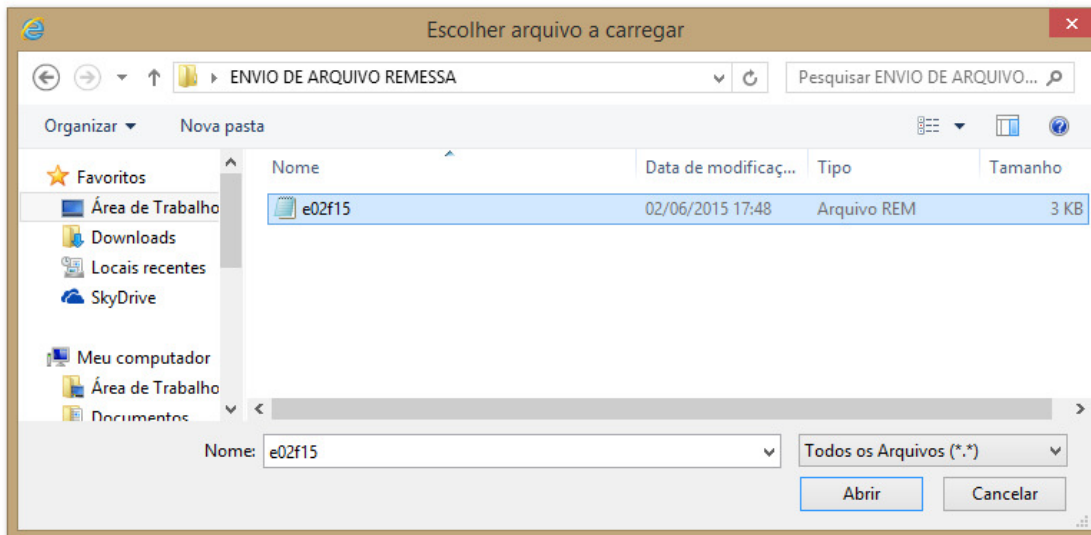 Escolher arquivo a carregar
ENVIO DE ARQUIVO REMESSA
Pesquisar ENVIO DE ARQUIVO...
Organizar
Nova pasta
Nome
Data de modificaç...
Tipo
Tamanho
Favoritos
Área de Trabalho
e02f15
02/06/2015 17:48
Arquivo REM
3 KB
Downloads
Locais recentes
SkyDrive
Meu computador
Área de Trabalho
Documentos
Nome: e02f15
Todos os Arquivos (*.*)
Abrir
Cancelar